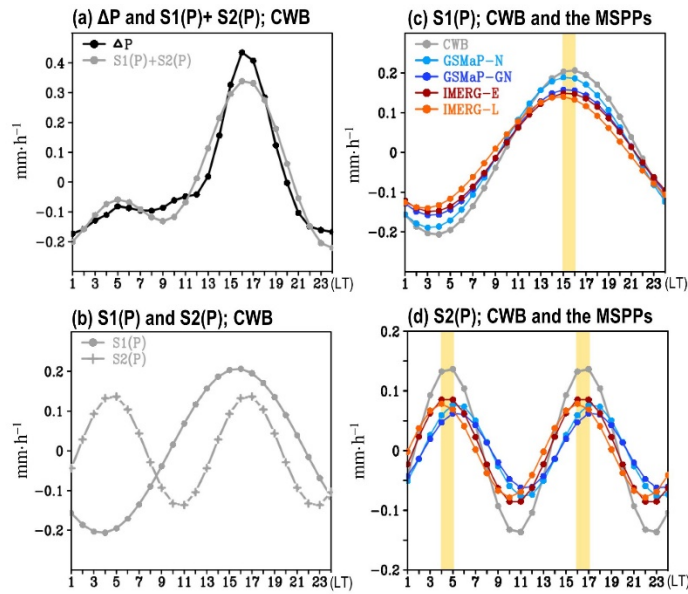 (a) ΔP and S1(P)+ S2(P); CWB
ΔP
S1(P)+S2(P)
mm·h⁻¹
0.4
0.2
0
-0.2
1 3 5 7 9 11 13 15 17 19 21 23 (LT)
(c) S1(P); CWB and the MSPPs
CWB
GSMaP-N
GSMaP-GN
IMERG-E
IMERG-L
mm·h⁻¹
0.2
0.1
0
-0.1
-0.2
1 3 5 7 9 11 13 15 17 19 21 23 (LT)
(b) S1(P) and S2(P); CWB
S1(P)
S2(P)
mm·h⁻¹
0.2
0.1
0
-0.1
-0.2
1 3 5 7 9 11 13 15 17 19 21 23 (LT)
(d) S2(P); CWB and the MSPPs
CWB
GSMaP-N
GSMaP-GN
IMERG-E
IMERG-L
mm·h⁻¹
0.2
0.1
0
-0.1
-0.2
1 3 5 7 9 11 13 15 17 19 21 23 (LT)